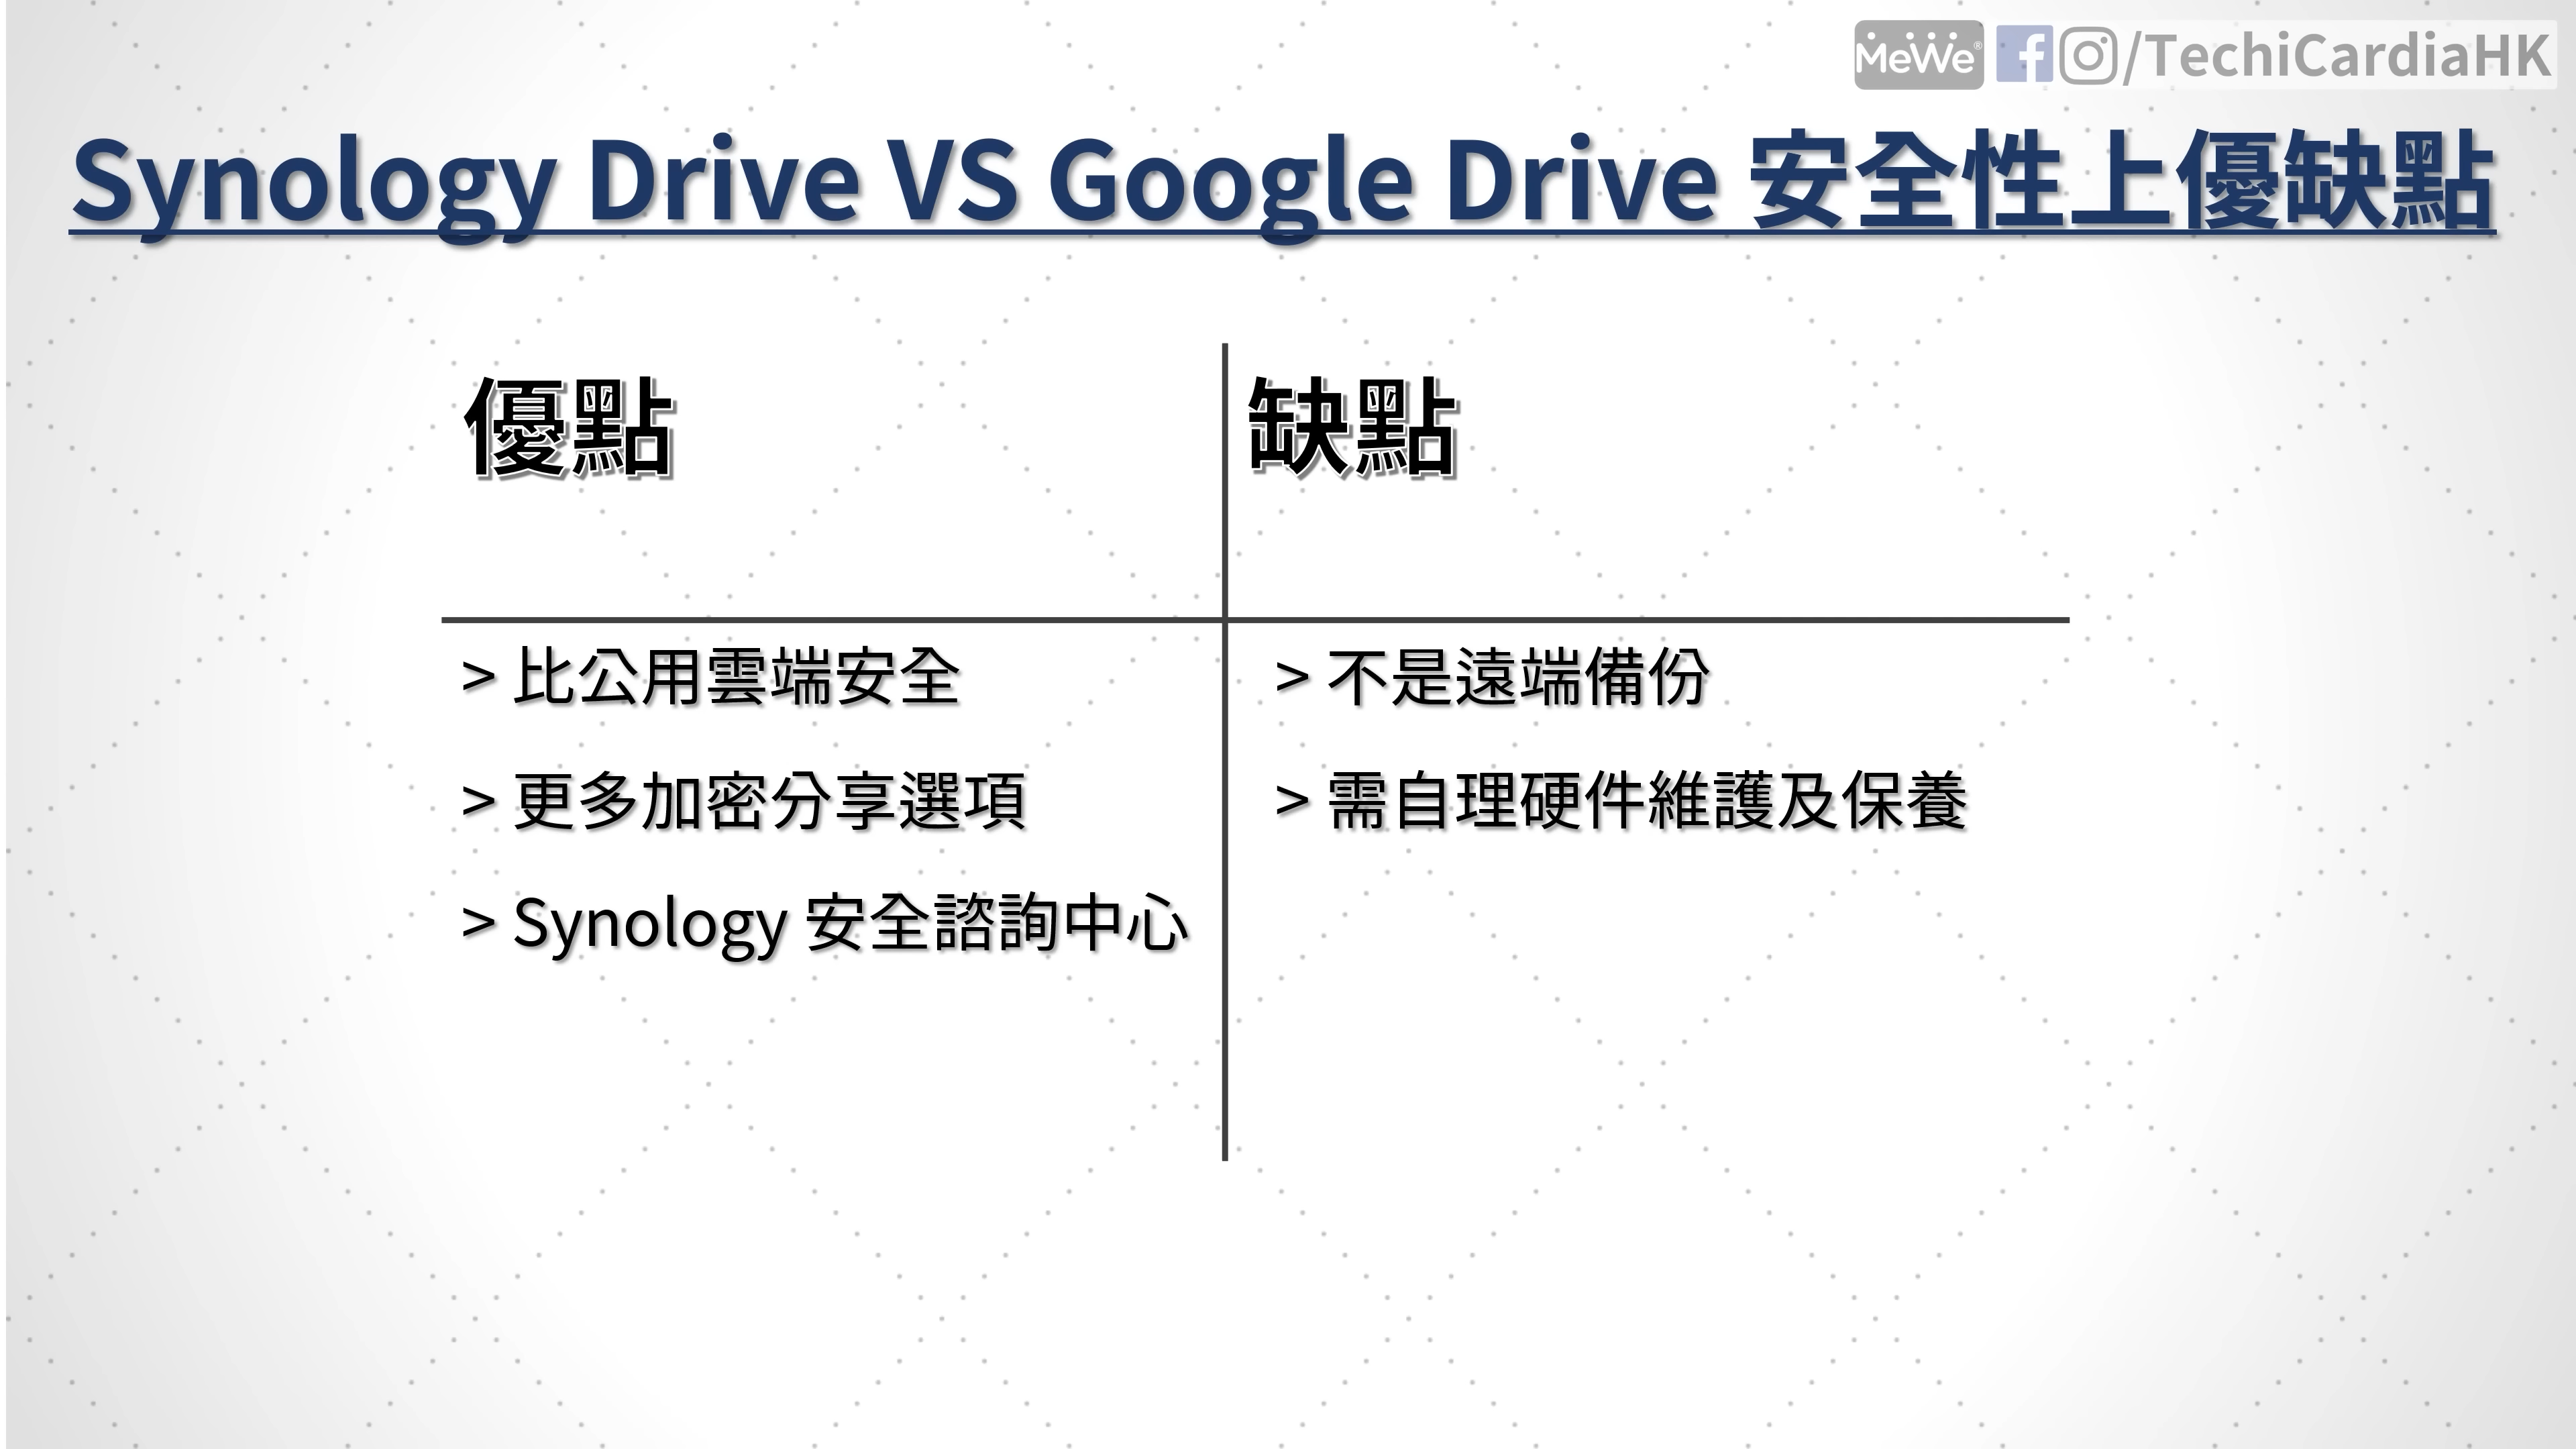 MeWe® /TechiCardiaHK
Synology Drive VS Google Drive 安全性上優缺點
優點
缺點
> 比公用雲端安全
> 更多加密分享選項
> Synology 安全諮詢中心
> 不是遠端備份
> 需自理硬件維護及保養